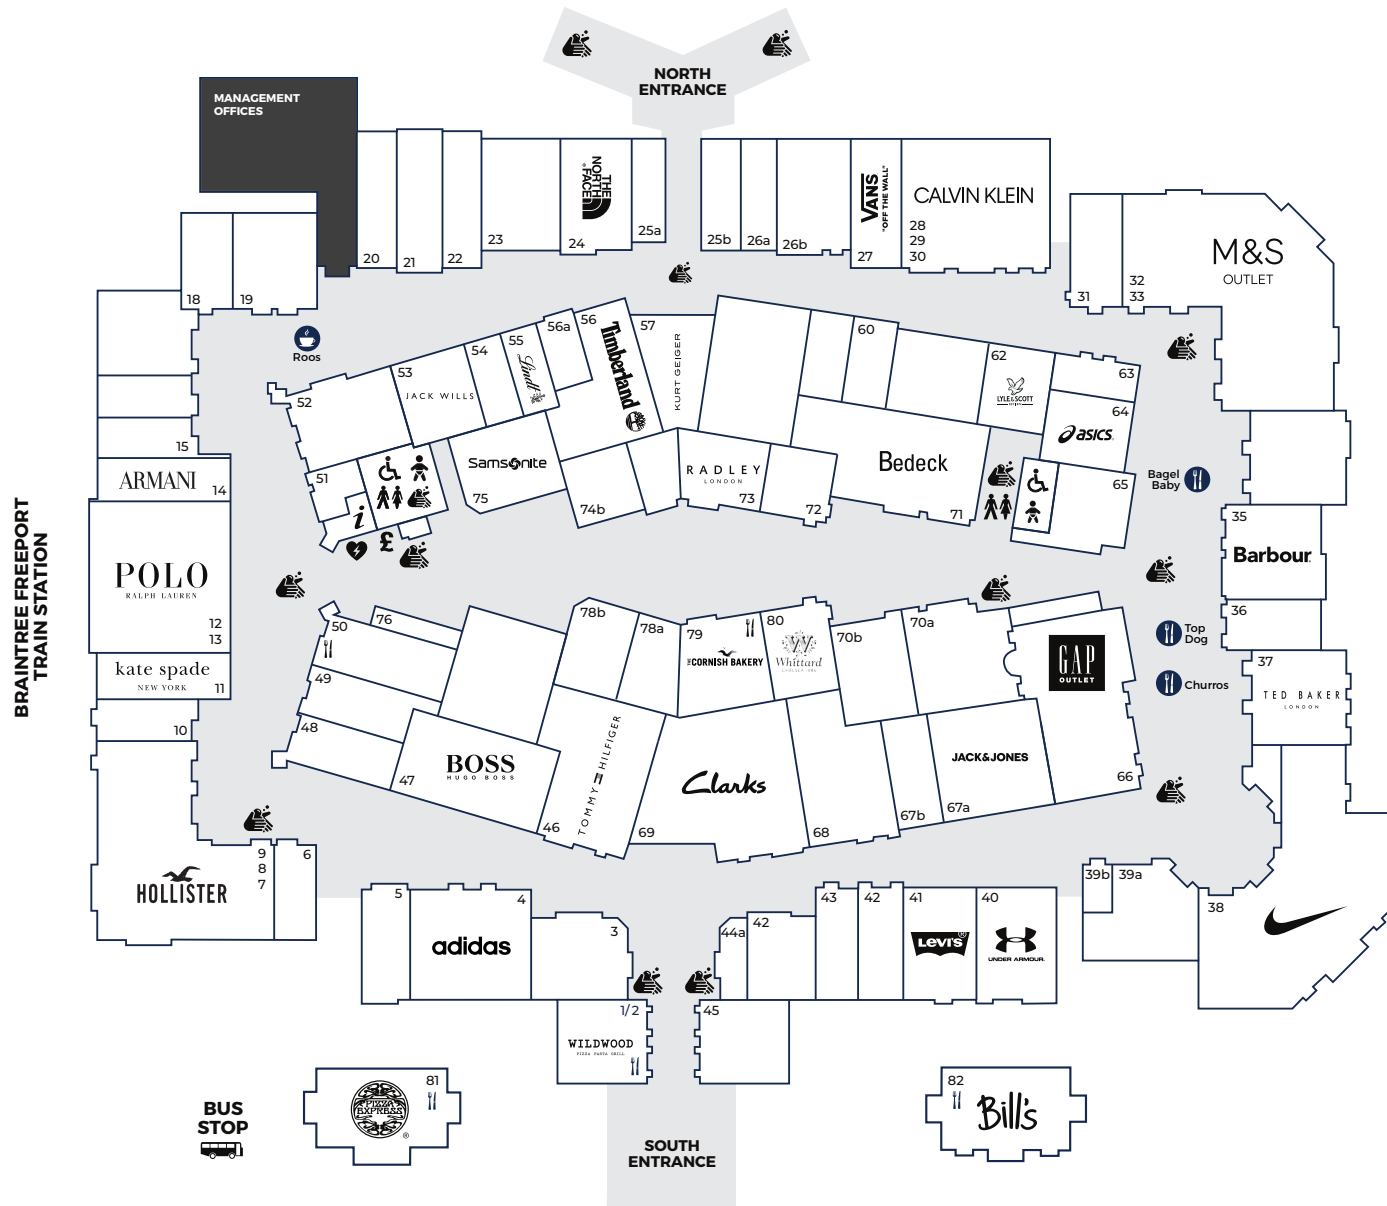 NORTH
ENTRANCE
MANAGEMENT
OFFICES
20
21
22
23
THE
NORTH
FACE
24
25a
25b
26a
26b
VANS
"OFF THE WALL"
27
CALVIN KLEIN
28
29
30
31
32
33
M&S
OUTLET
18
19
Roos
15
ARMANI
14
POLO
RALPH LAUREN
12
13
kate spade
NEW YORK
11
10
BRAINTREE FREEPORT
TRAIN STATION
52
53
JACK WILLS
54
55
Lindt
56a
56
Timberland
57
KURT GEIGER
60
62
LYLE & SCOTT
63
64
asics
65
51
i
£
Samsonite
75
74b
RADLEY
LONDON
73
72
Bedeck
71
Bagel
Baby
35
Barbour
36
Top
Dog
Churros
37
TED BAKER
LONDON
50
76
49
48
47
BOSS
HUGO BOSS
78b
78a
79
THE CORNISH BAKERY
80
W
Whittard
70b
70a
GAP
OUTLET
66
46
TOMMY HILFIGER
69
Clarks
68
67b
67a
JACK&JONES
9
8
7
6
HOLLISTER
5
4
adidas
3
44a
42
43
42
41
LEVI'S
®
40
UNDER ARMOUR
39b
39a
38
1/2
WILDWOOD
PIZZA PASTA GRILL
45
BUS
STOP
81
PIZZA
EXPRESS
®
82
Bill's
SOUTH
ENTRANCE